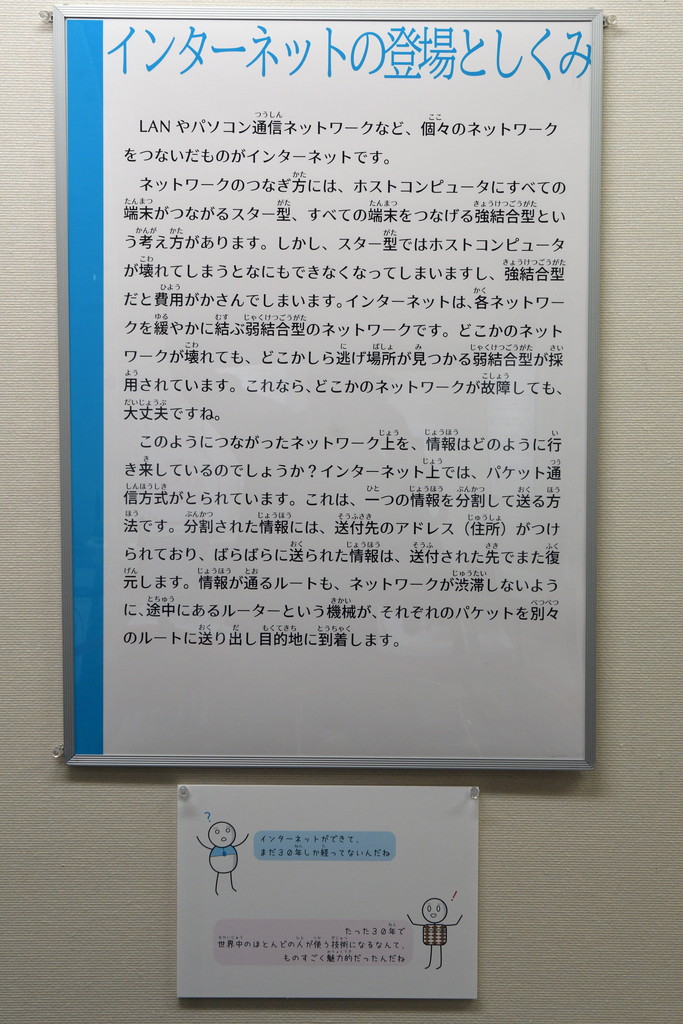 インターネットの登場としくみ
LANやパソコン通信ネットワークなど、個々のネットワーク
をつないだものがインターネットです。
ネットワークのつなぎ方には、ホストコンピュータにすべての
端末がつながるスター型、すべての端末をつなげる強結合型とい
う考え方があります。しかし、スター型ではホストコンピュータ
が壊れてしまうとなにもできなくなってしまいますし、強結合型
だと費用がかさんでしまいます。インターネットは、各ネットワー
クを緩やかに結ぶ弱結合型のネットワークです。どこかのネット
ワークが壊れても、どこかしら逃げ場所が見つかる弱結合型が採
用されています。これなら、どこかのネットワークが故障しても、
大丈夫ですね。
このようにつながったネットワーク上を、情報はどのように行
き来しているのでしょうか？インターネット上では、パケット通
信方式がとられています。これは、一つの情報を分割して送る方
法です。分割された情報には、送付先のアドレス（住所）がつけ
られており、ばらばらに送られた情報は、送付された先でまた復
元します。情報が通るルートも、ネットワークが渋滞しないよう
に、途中にあるルーターという機械が、それぞれのパケットを別々
のルートに送り出し目的地に到着します。
?
インターネットができて、
まだ30年しか経ってないんだね
!
たった30年で
世界中のほとんどの人が使う技術になるなんて、
ものすごく魅力的だったんだね